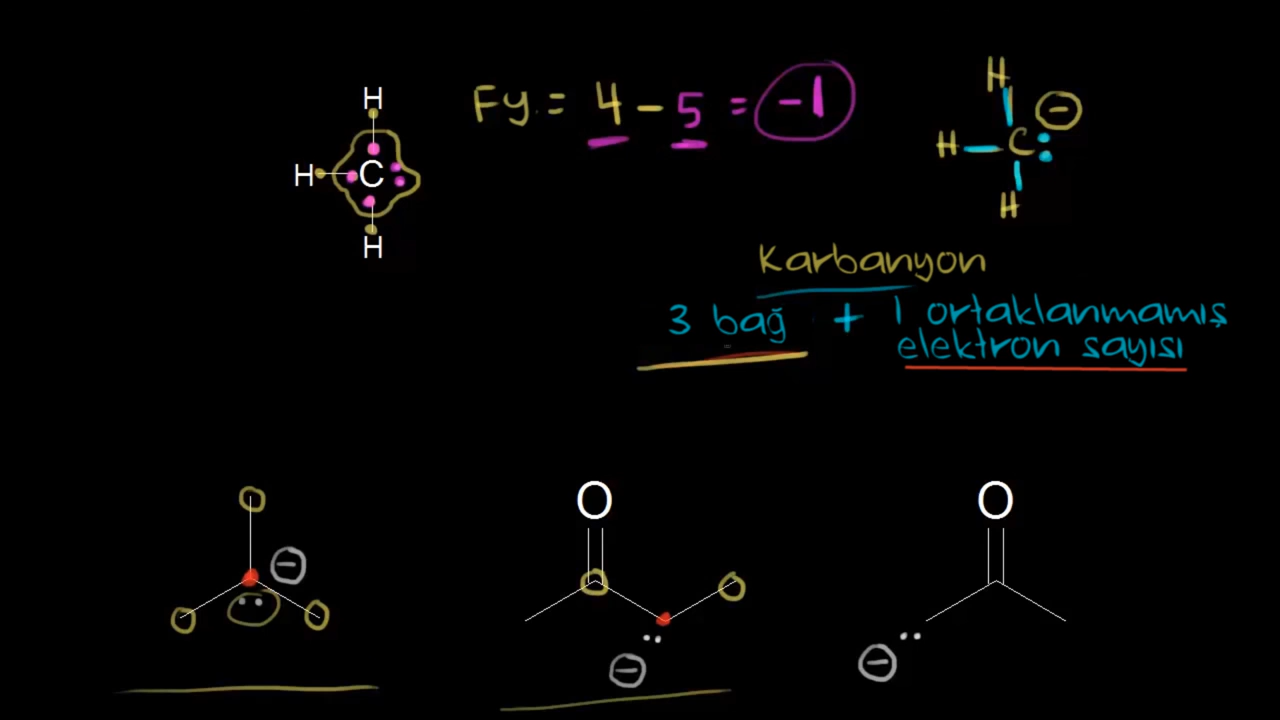 H
H C
H
Fy. = 4 - 5 = -1
H
H C : -
H
Karbanyon
3 bağ + 1 ortaklanmamış
elektron sayısı
-
O
-
O
-